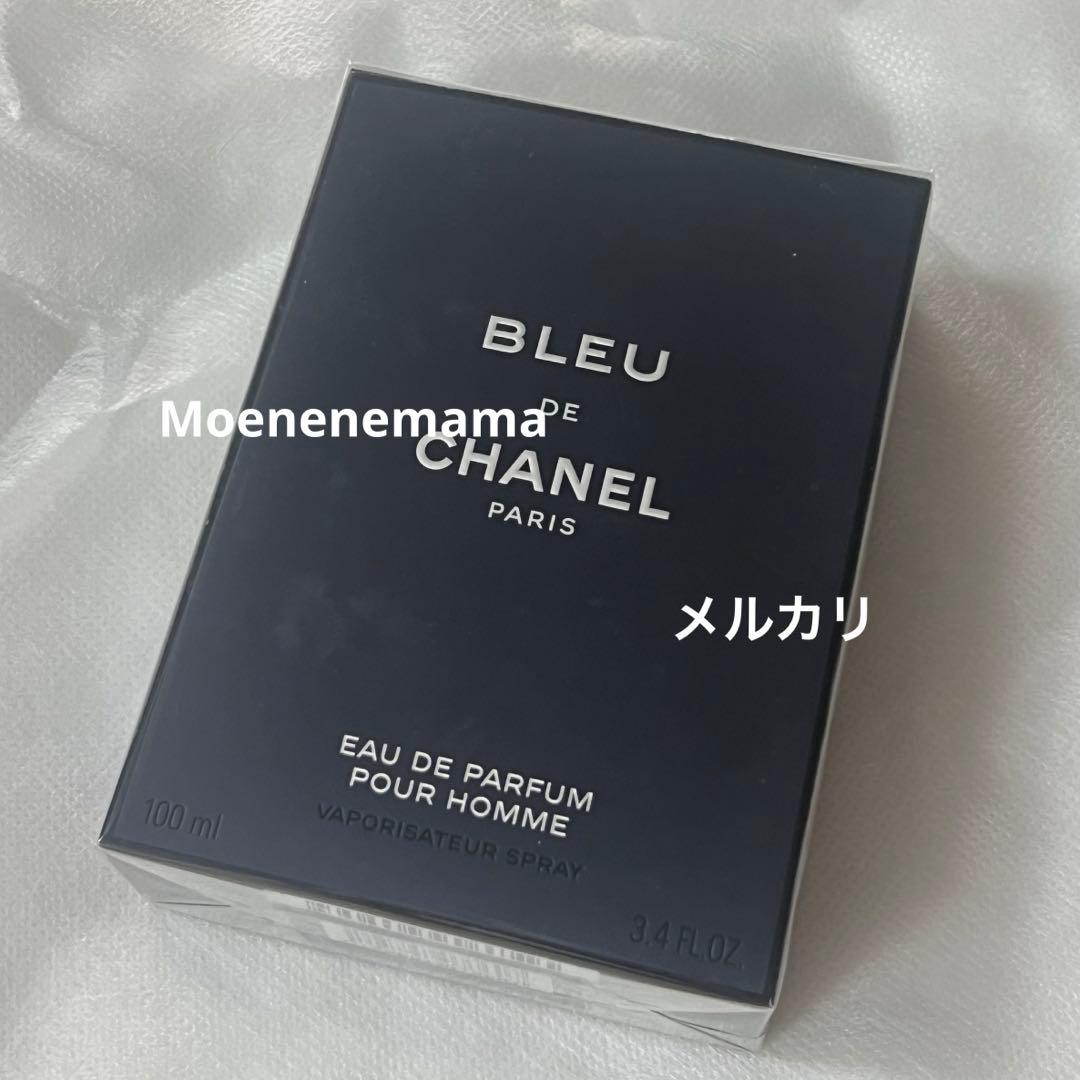 BLEU
DE
Moenenemama
CHANEL
PARIS
メルカリ
EAU DE PARFUM
POUR HOMME
VAPORISATEUR SPRAY
100 ml
3.4 FL.OZ.